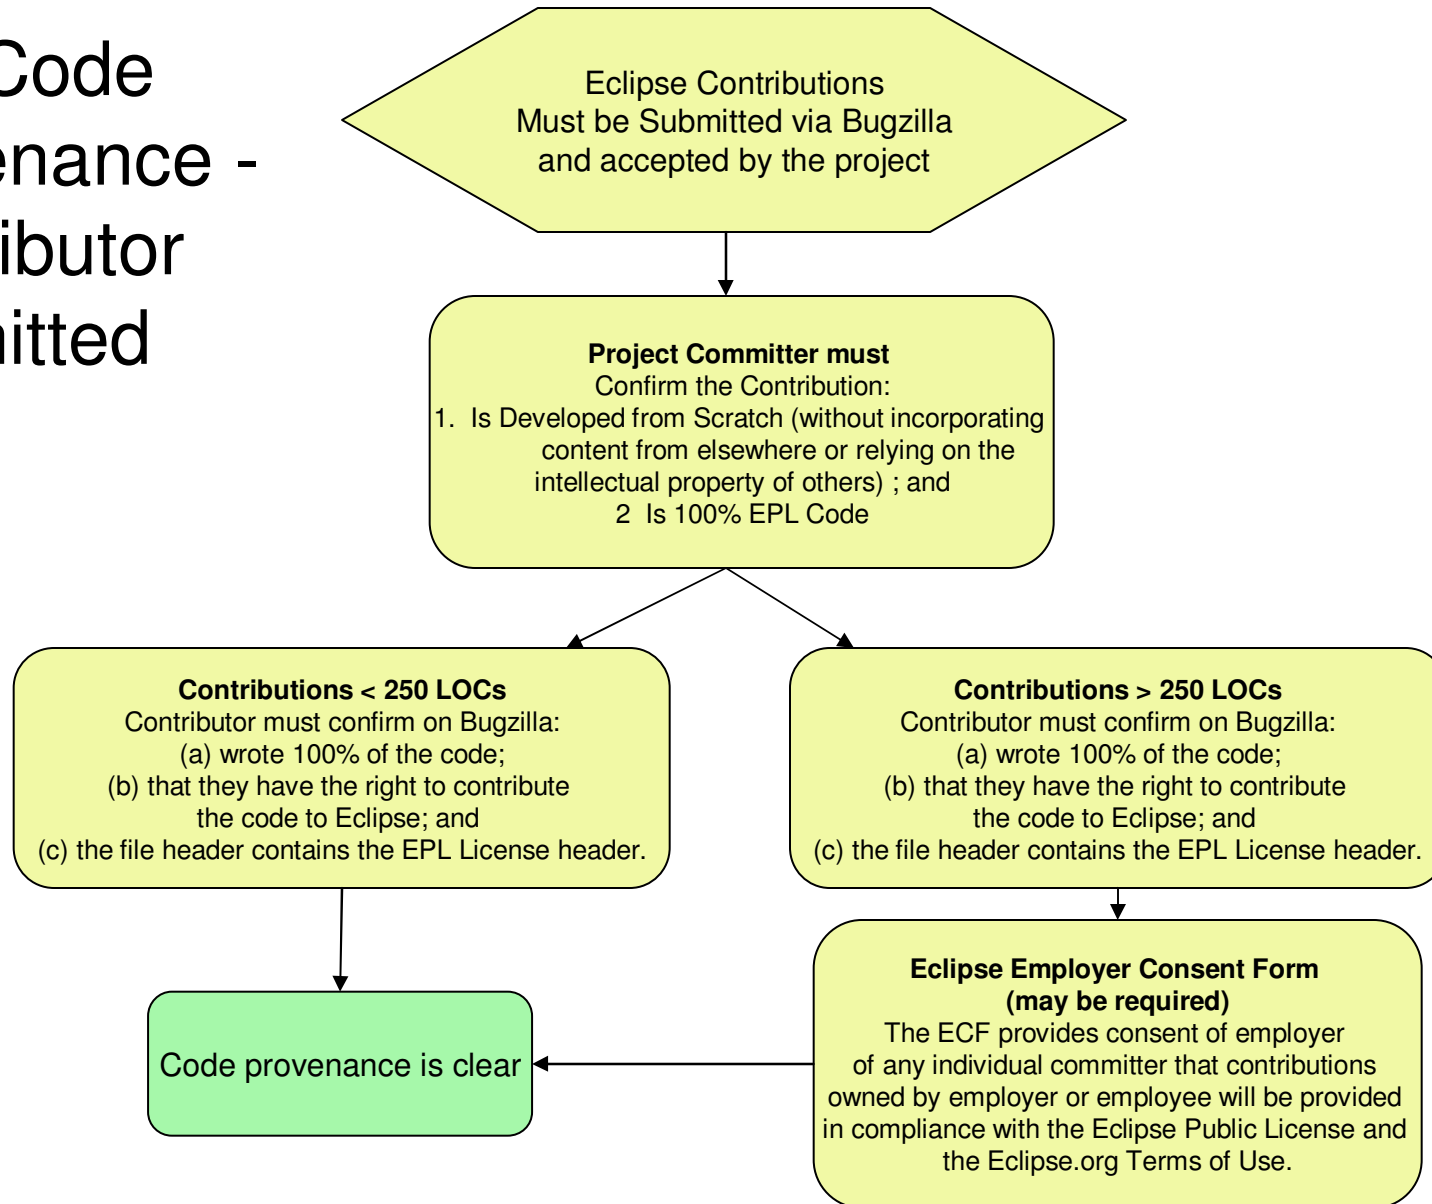 Code
enance -
ributor
nitted
Eclipse Contributions
Must be Submitted via Bugzilla
and accepted by the project
Project Committer must
Confirm the Contribution:
1. Is Developed from Scratch (without incorporating
content from elsewhere or relying on the
intellectual property of others) ; and
2 Is 100% EPL Code
Contributions < 250 LOCs
Contributor must confirm on Bugzilla:
(a) wrote 100% of the code;
(b) that they have the right to contribute
the code to Eclipse; and
(c) the file header contains the EPL License header.
Contributions > 250 LOCs
Contributor must confirm on Bugzilla:
(a) wrote 100% of the code;
(b) that they have the right to contribute
the code to Eclipse; and
(c) the file header contains the EPL License header.
Eclipse Employer Consent Form
(may be required)
The ECF provides consent of employer
of any individual committer that contributions
owned by employer or employee will be provided
in compliance with the Eclipse Public License and
the Eclipse.org Terms of Use.
Code provenance is clear